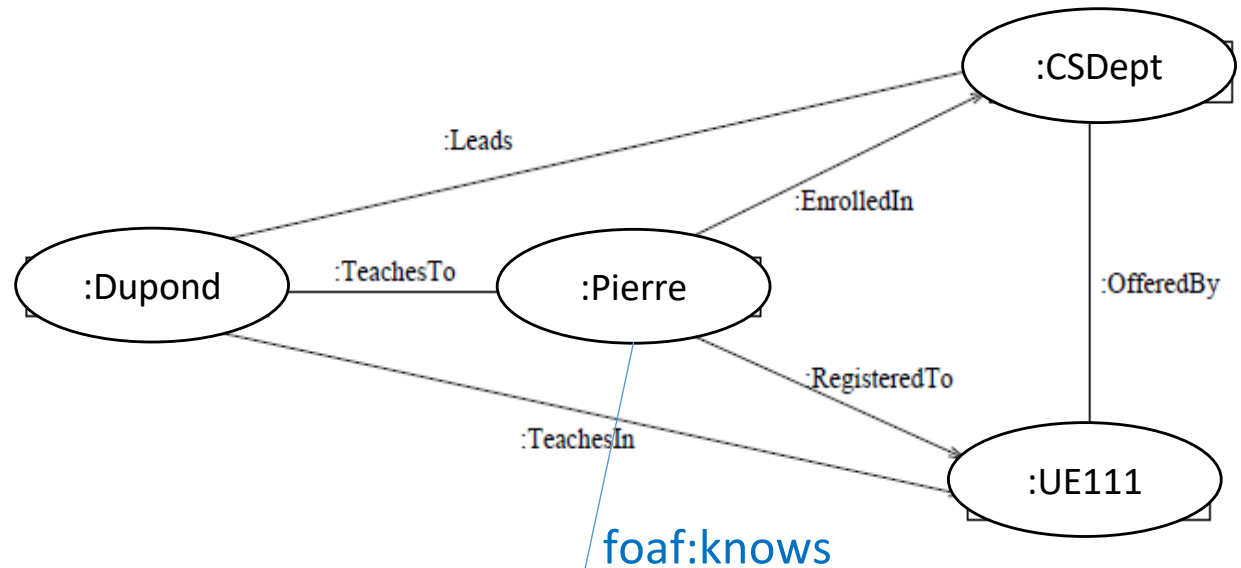 :CSDept
:Leads
:EnrolledIn
:TeachesTo
:Dupond
:Pierre
:OfferedBy
:RegisteredTo
:TeachesIn
:UE111
foaf:knows